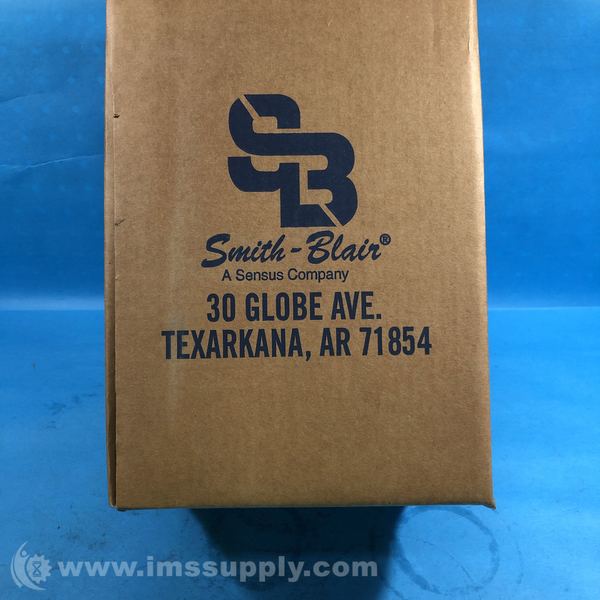 SB
Smith-Blair®
A Sensus Company
30 GLOBE AVE.
TEXARKANA, AR 71854
www.imssupply.com